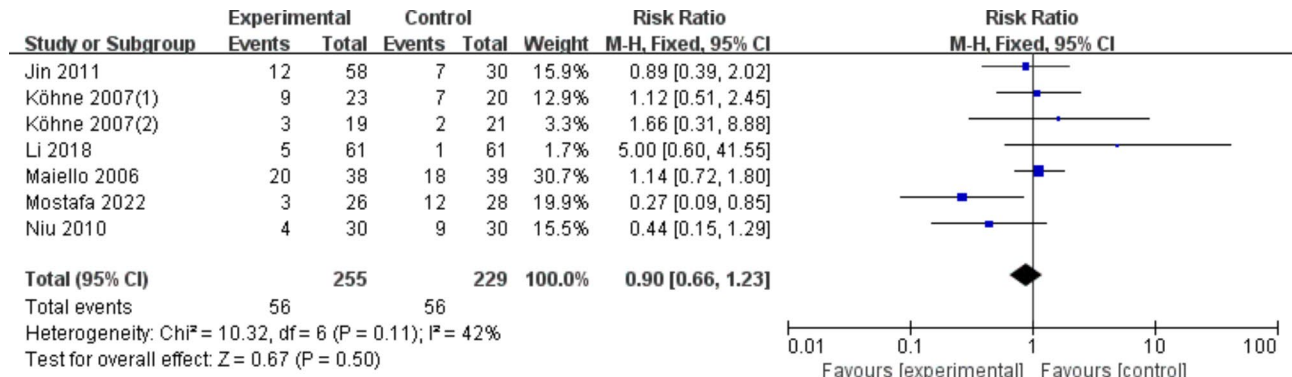 Experimental Control Risk Ratio Risk Ratio
Study or Subgroup Events Total Events Total Weight M-H, Fixed, 95% CI M-H, Fixed, 95% CI
Jin 2011 12 58 7 30 15.9% 0.89 [0.39, 2.02]
Köhne 2007(1) 9 23 7 20 12.9% 1.12 [0.51, 2.45]
Köhne 2007(2) 3 19 2 21 3.3% 1.66 [0.31, 8.88]
Li 2018 5 61 1 61 1.7% 5.00 [0.60, 41.55]
Maiello 2006 20 38 18 39 30.7% 1.14 [0.72, 1.80]
Mostafa 2022 3 26 12 28 19.9% 0.27 [0.09, 0.85]
Niu 2010 4 30 9 30 15.5% 0.44 [0.15, 1.29]
Total (95% CI) 255 229 100.0% 0.90 [0.66, 1.23]
Total events 56 56
Heterogeneity: Chi² = 10.32, df = 6 (P = 0.11); I² = 42%
Test for overall effect: Z = 0.67 (P = 0.50)
0.01 0.1 1 10 100
Favours [experimental] Favours [control]